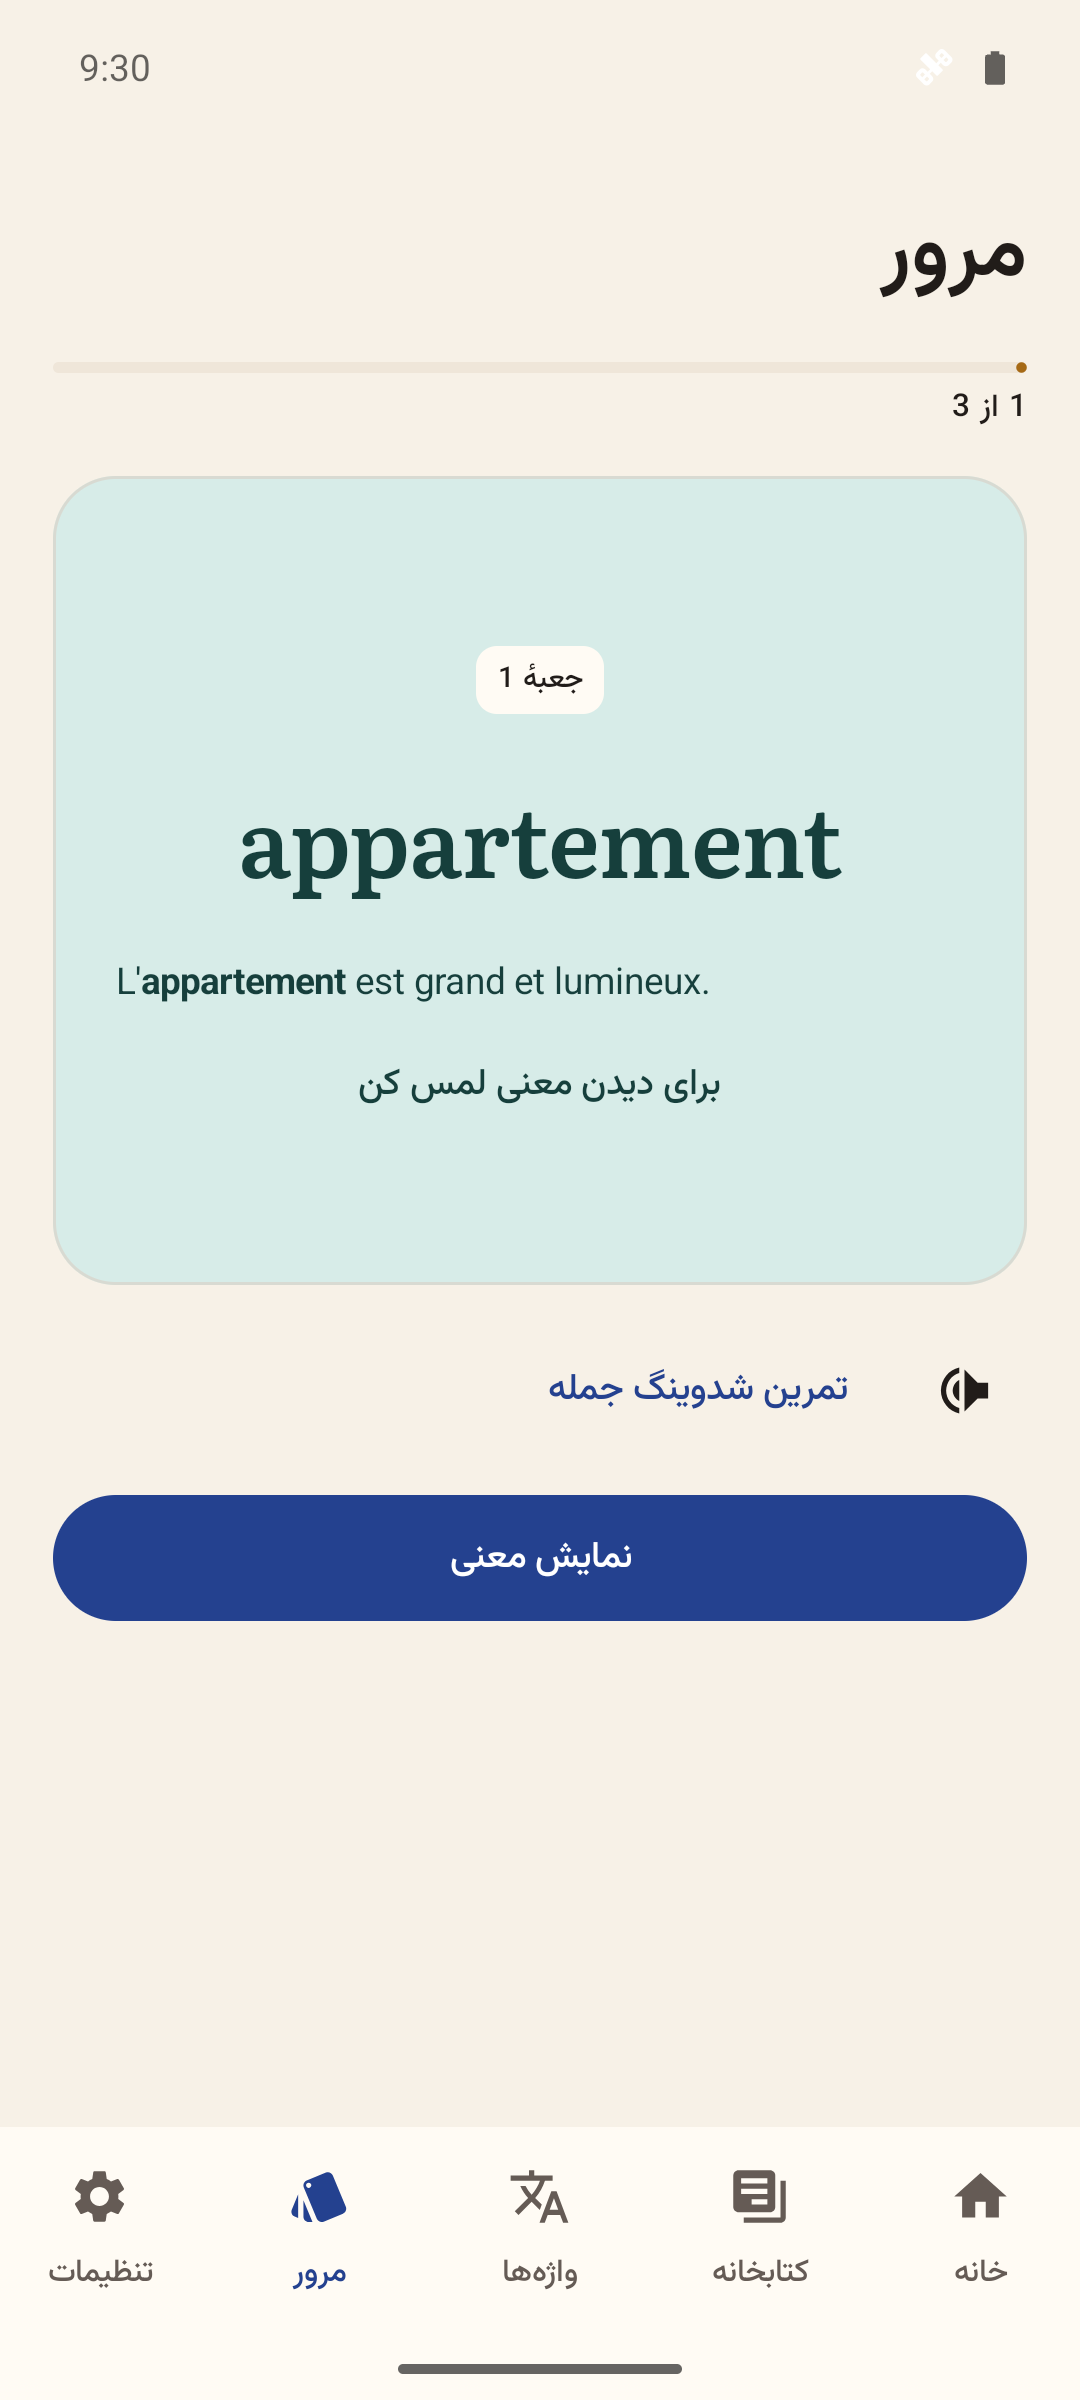 9:30
مرور
1 از 3
جعبهٔ 1
appartement
L'appartement est grand et lumineux.
برای دیدن معنی لمس کن
تمرین شدوینگ جمله
نمایش معنی
خانه
کتابخانه
واژه‌ها
مرور
تنظیمات